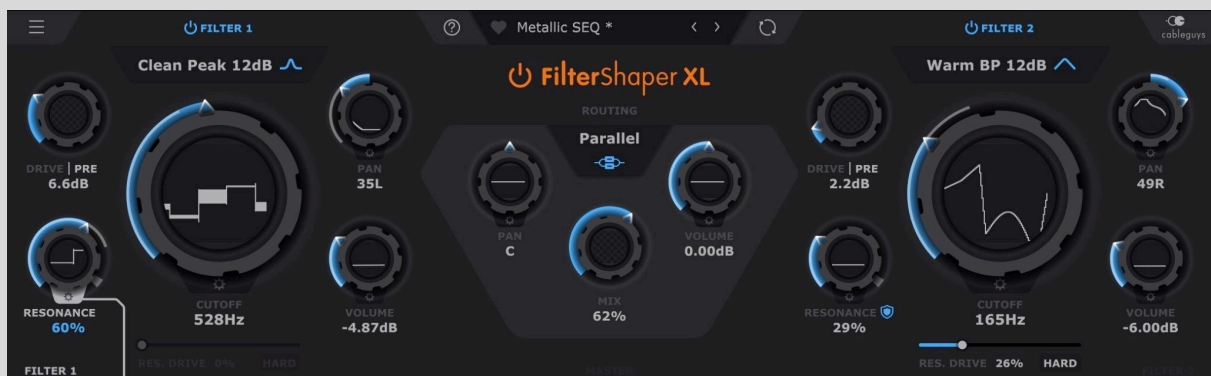 FILTER 1
Metallic SEQ *
FILTER 2
cableguys
Clean Peak 12dB
FilterShaper XL
Warm BP 12dB
ROUTING
Parallel
DRIVE | PRE
6.6dB
PAN
35L
PAN
C
VOLUME
0.00dB
DRIVE | PRE
2.2dB
PAN
49R
MIX
62%
RESONANCE
60%
CUTOFF
528Hz
VOLUME
-4.87dB
RESONANCE
29%
CUTOFF
165Hz
VOLUME
-6.00dB
RES. DRIVE 0% HARD
RES. DRIVE 26% HARD
FILTER 1
MASTER
FILTER 2